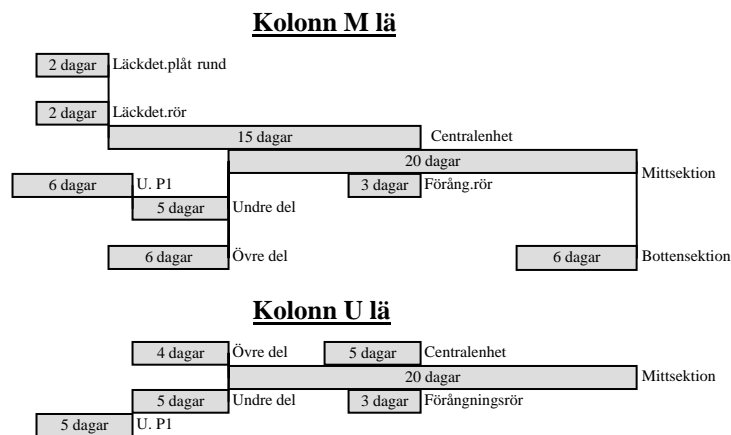 Kolonn M lä
2 dagar Läckdet.plåt rund
2 dagar Läckdet.rör
15 dagar Centralenhet
20 dagar Mittsektion
6 dagar U. P1 3 dagar Förång.rör
5 dagar Undre del
6 dagar Övre del 6 dagar Bottensektion
Kolonn U lä
4 dagar Övre del 5 dagar Centralenhet
20 dagar Mittsektion
5 dagar Undre del 3 dagar Förångningsrör
5 dagar U. P1